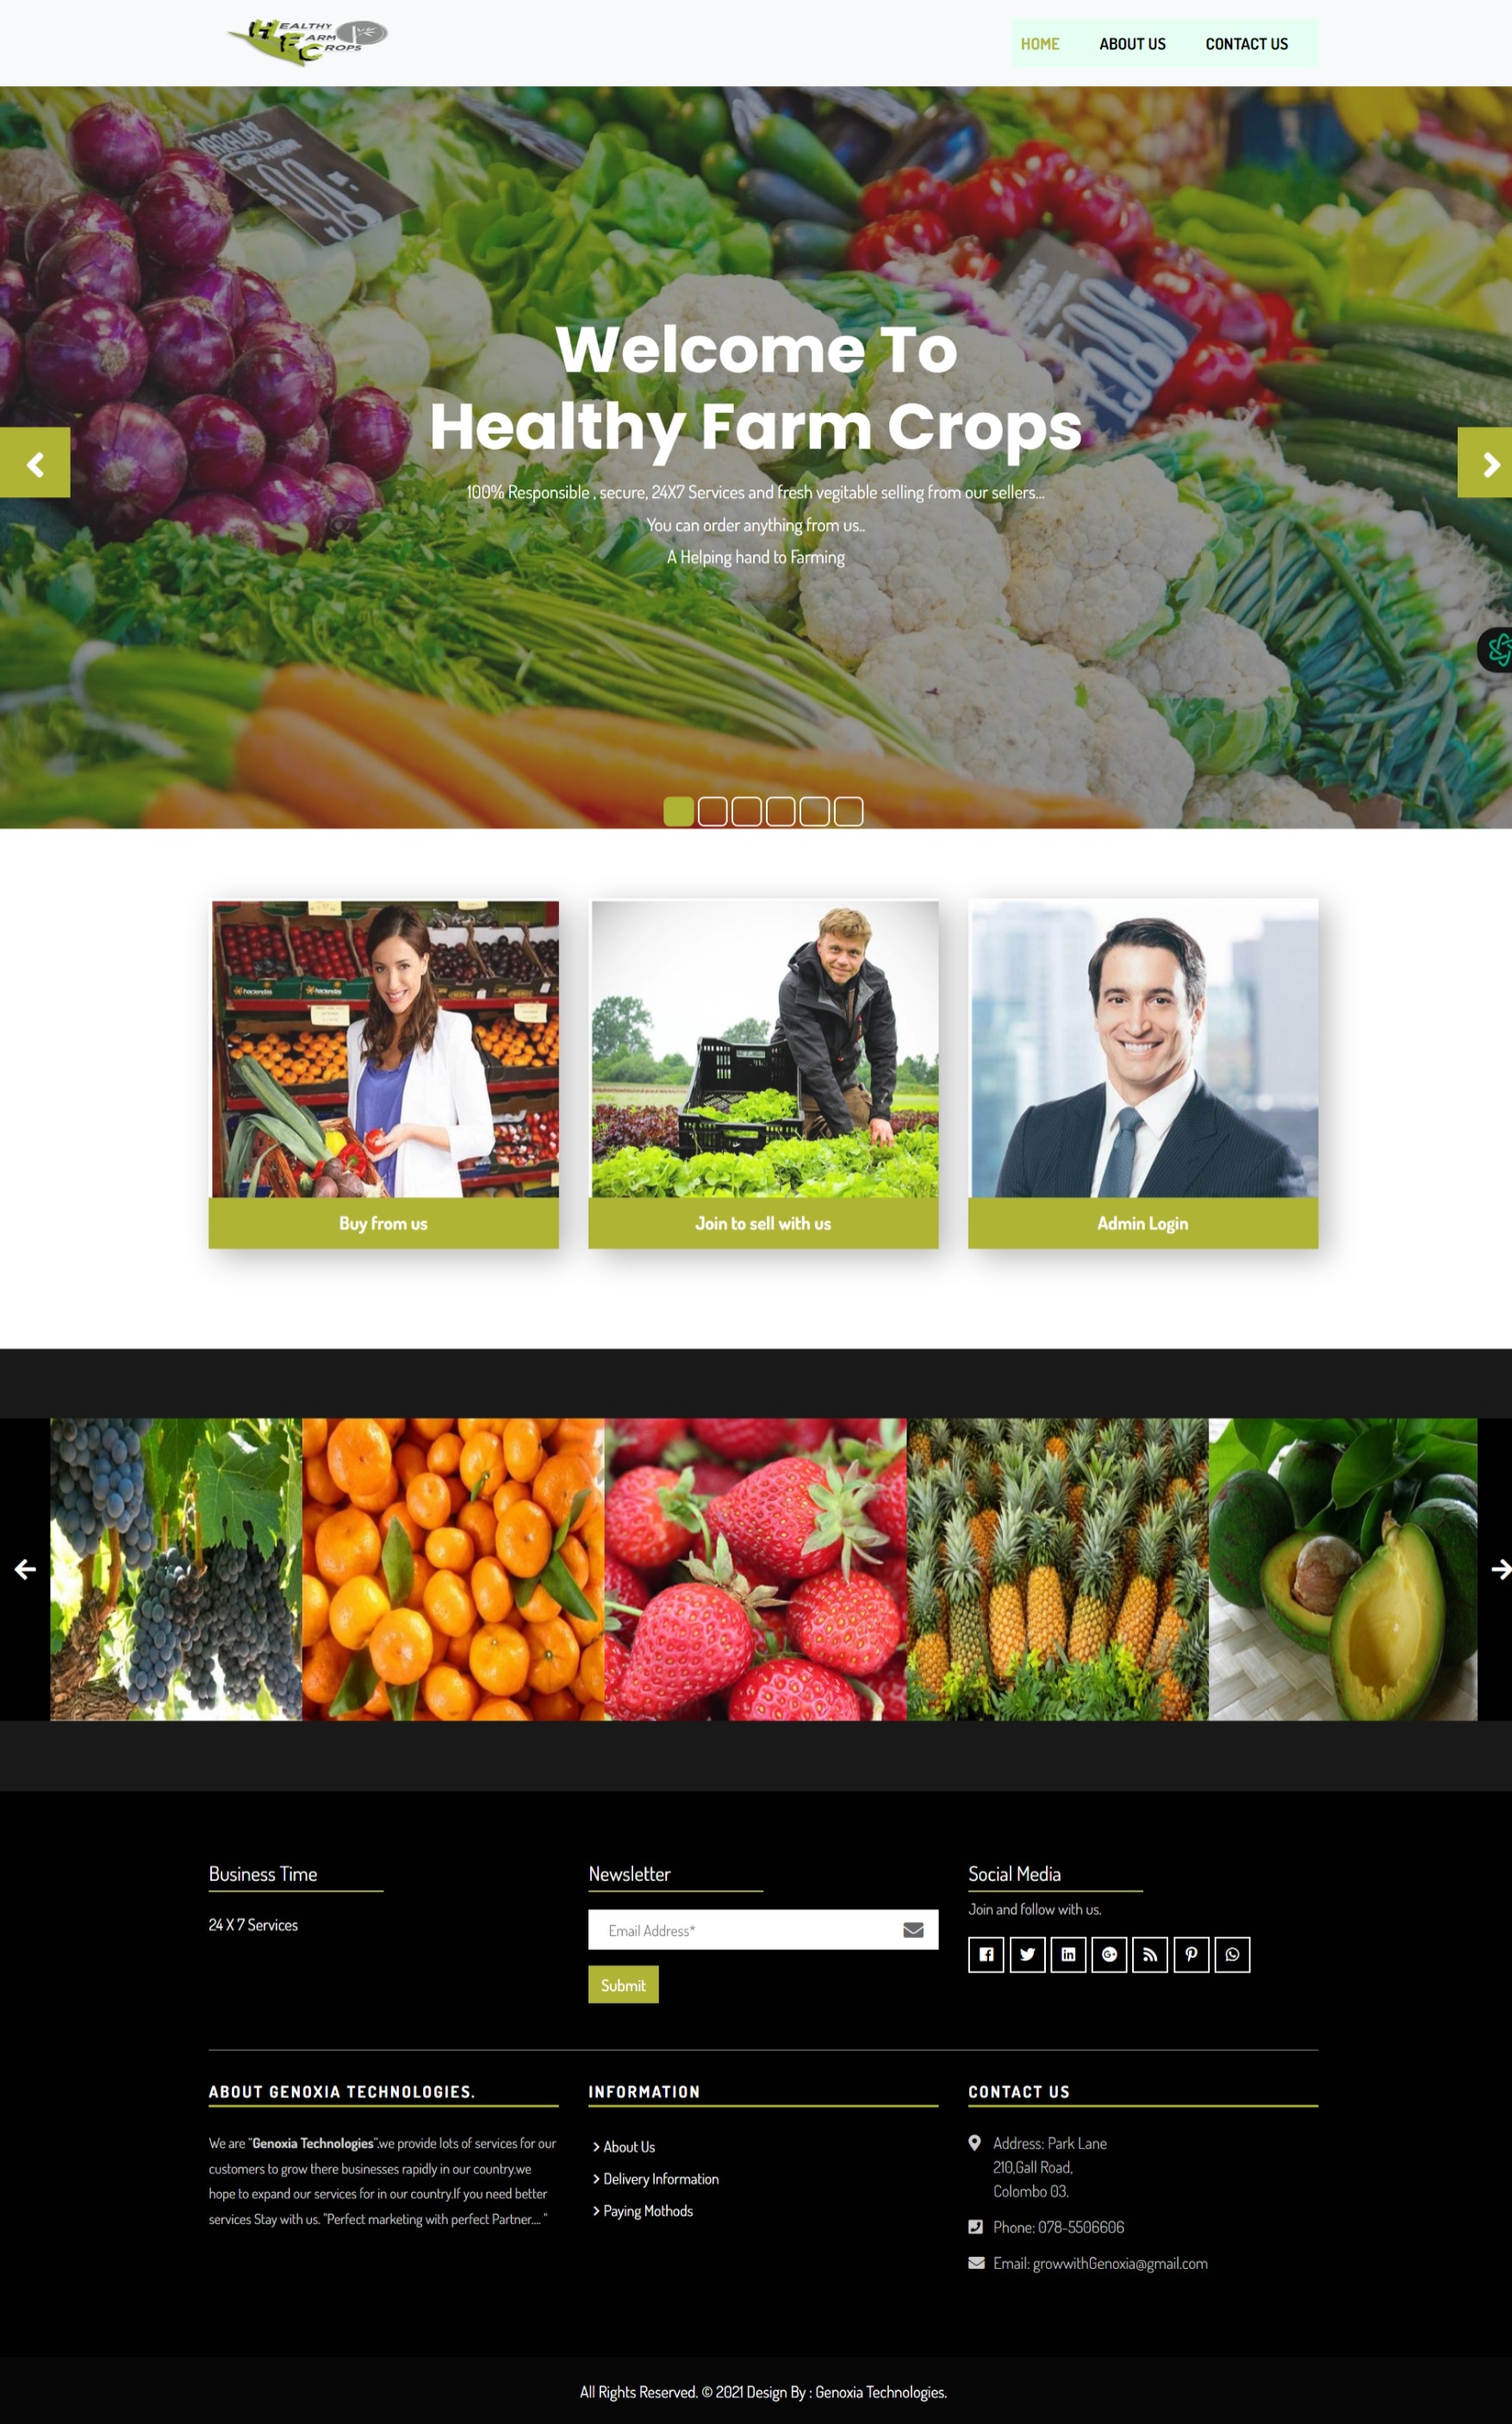 HEALTHY
FARM
CROPS
HOME
ABOUT US
CONTACT US
Welcome To
Healthy Farm Crops
100% Responsible , secure, 24X7 Services and fresh vegitable selling from our sellers...
You can order anything from us..
A Helping hand to Farming
haciendas
haciendas
Buy from us
Join to sell with us
Admin Login
Business Time
24 X 7 Services
Newsletter
Email Address*
Submit
Social Media
Join and follow with us.
ABOUT GENOXIA TECHNOLOGIES.
We are "Genoxia Technologies".we provide lots of services for our
customers to grow there businesses rapidly in our country.we
hope to expand our services for in our country.If you need better
services Stay with us. "Perfect marketing with perfect Partner.... "
INFORMATION
About Us
Delivery Information
Paying Mothods
CONTACT US
Address: Park Lane
210,Gall Road,
Colombo 03.
Phone: 078-5506606
Email: growwithGenoxia@gmail.com
All Rights Reserved. © 2021 Design By : Genoxia Technologies.